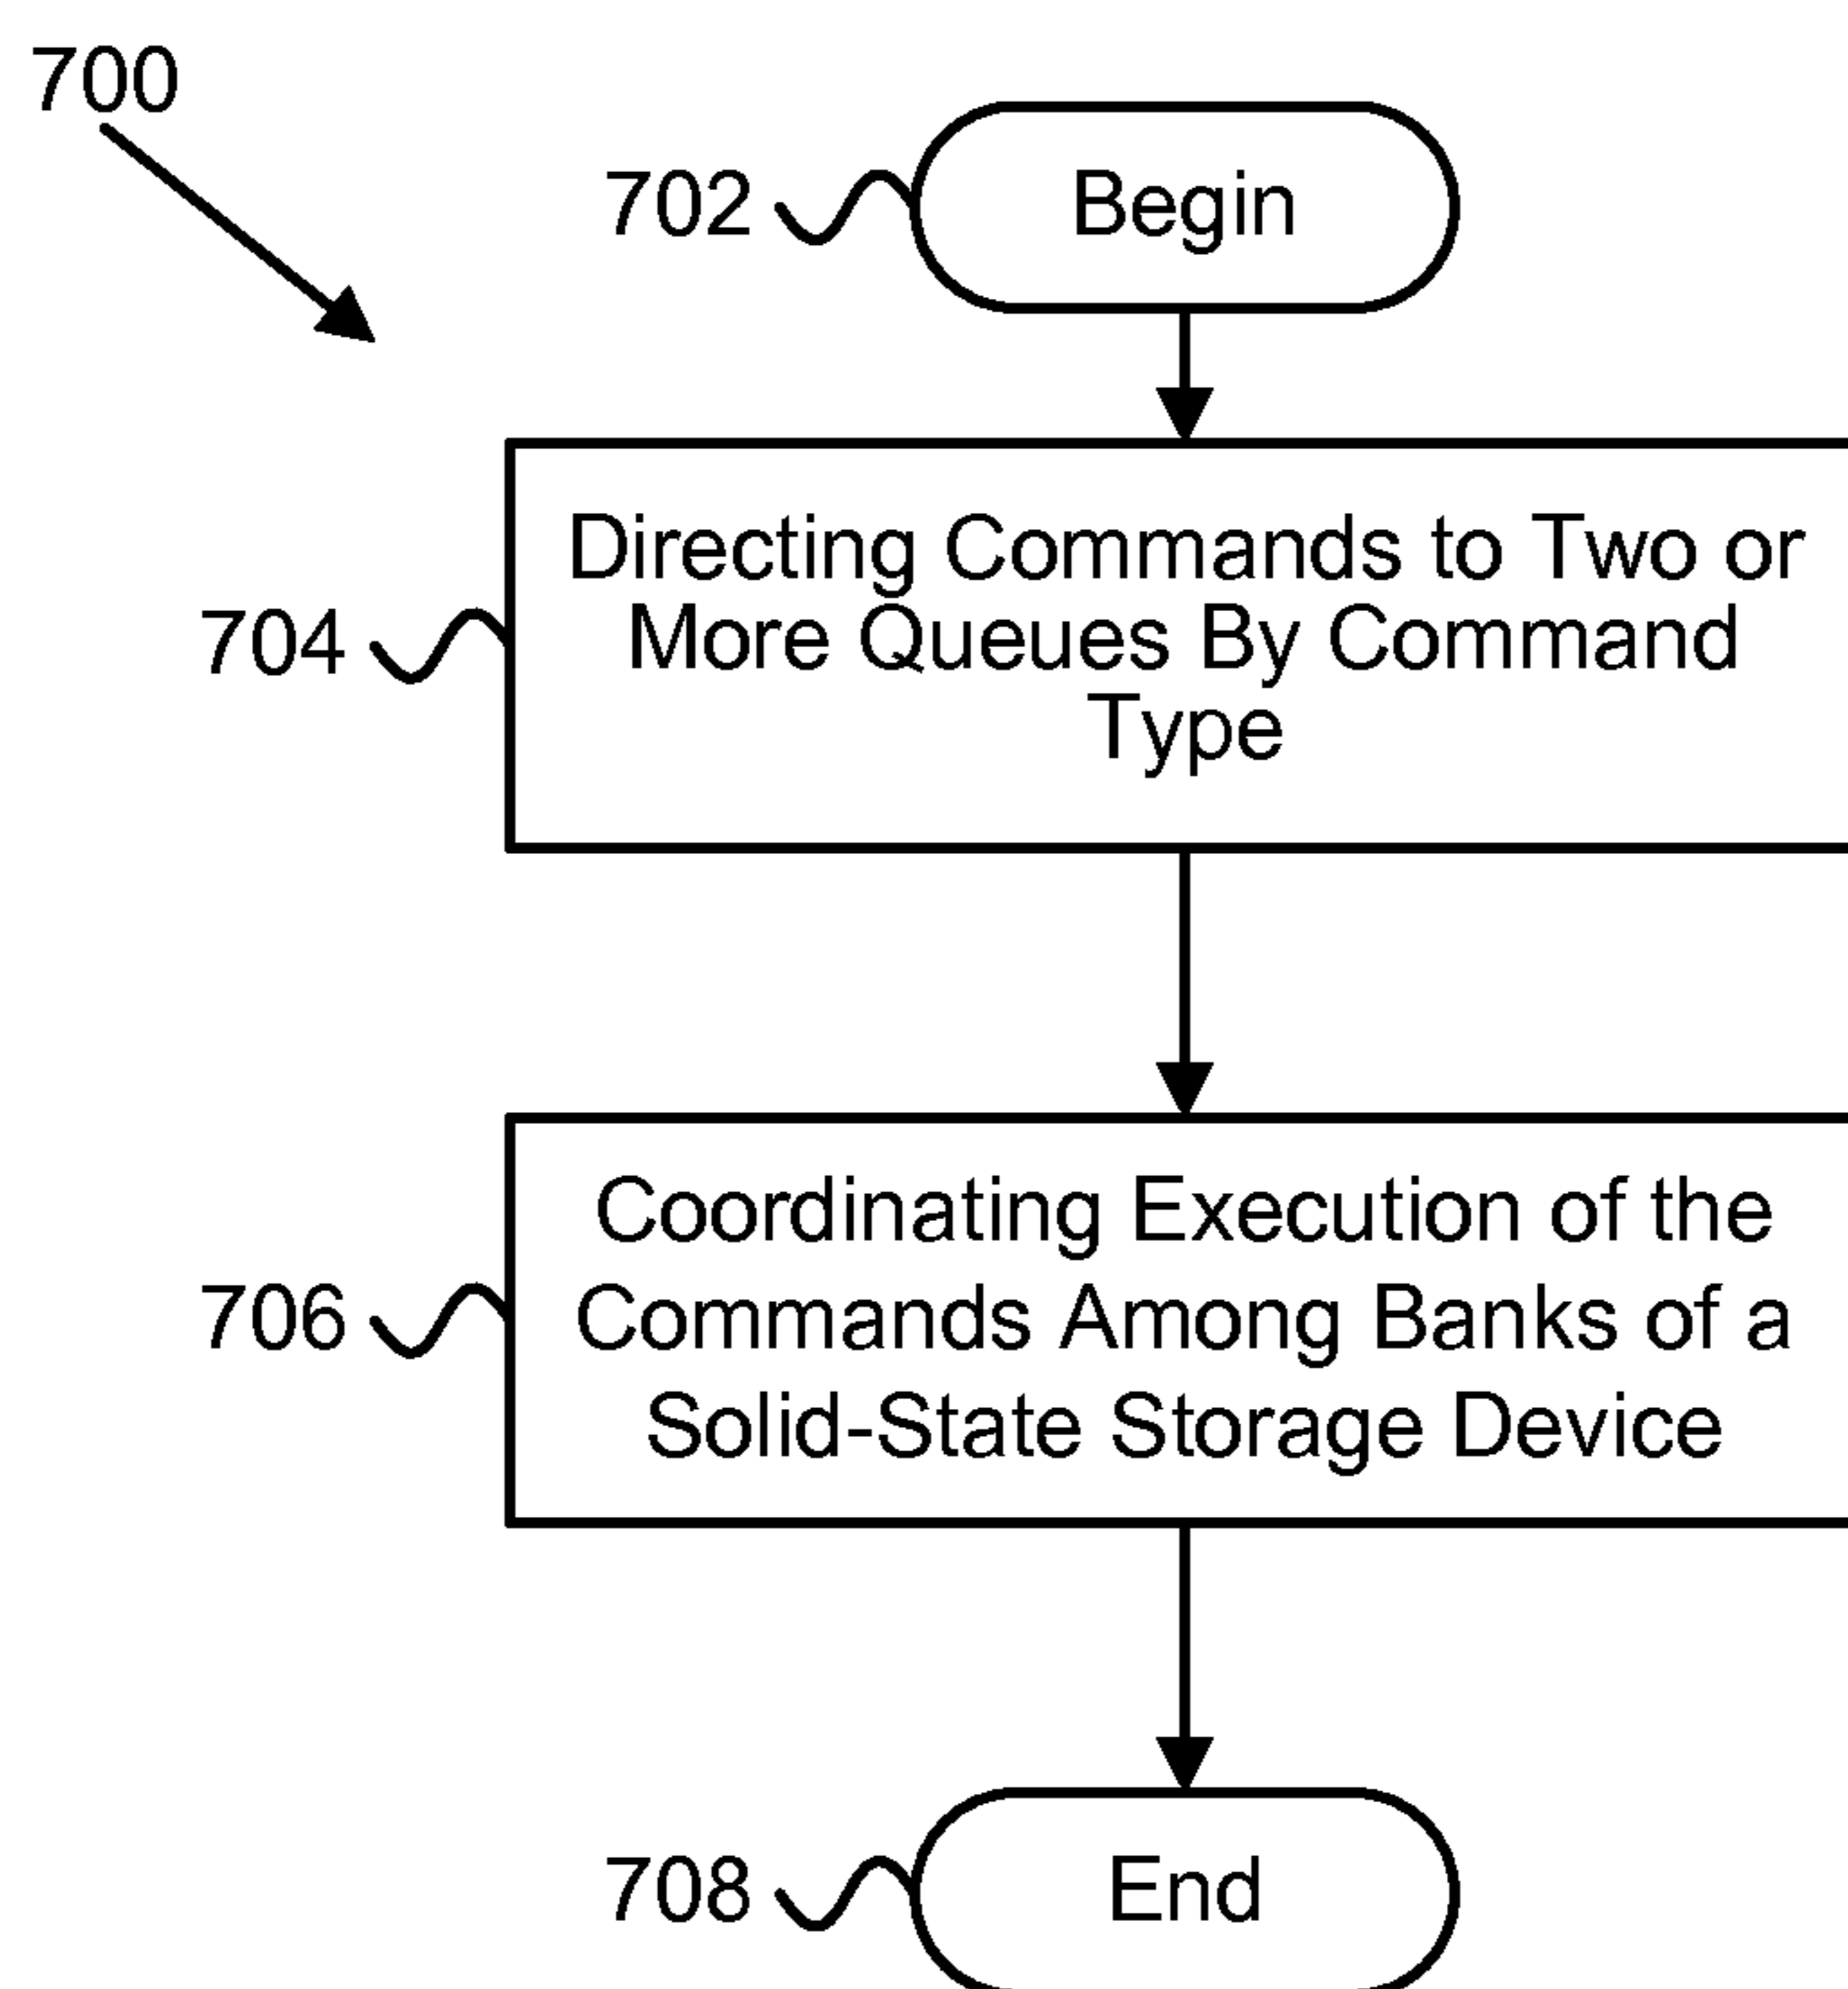 700
702
Begin
Directing Commands to Two or
More Queues By Command
Type
704
Coordinating Execution of the
Commands Among Banks of a
Solid-State Storage Device
706
708
End